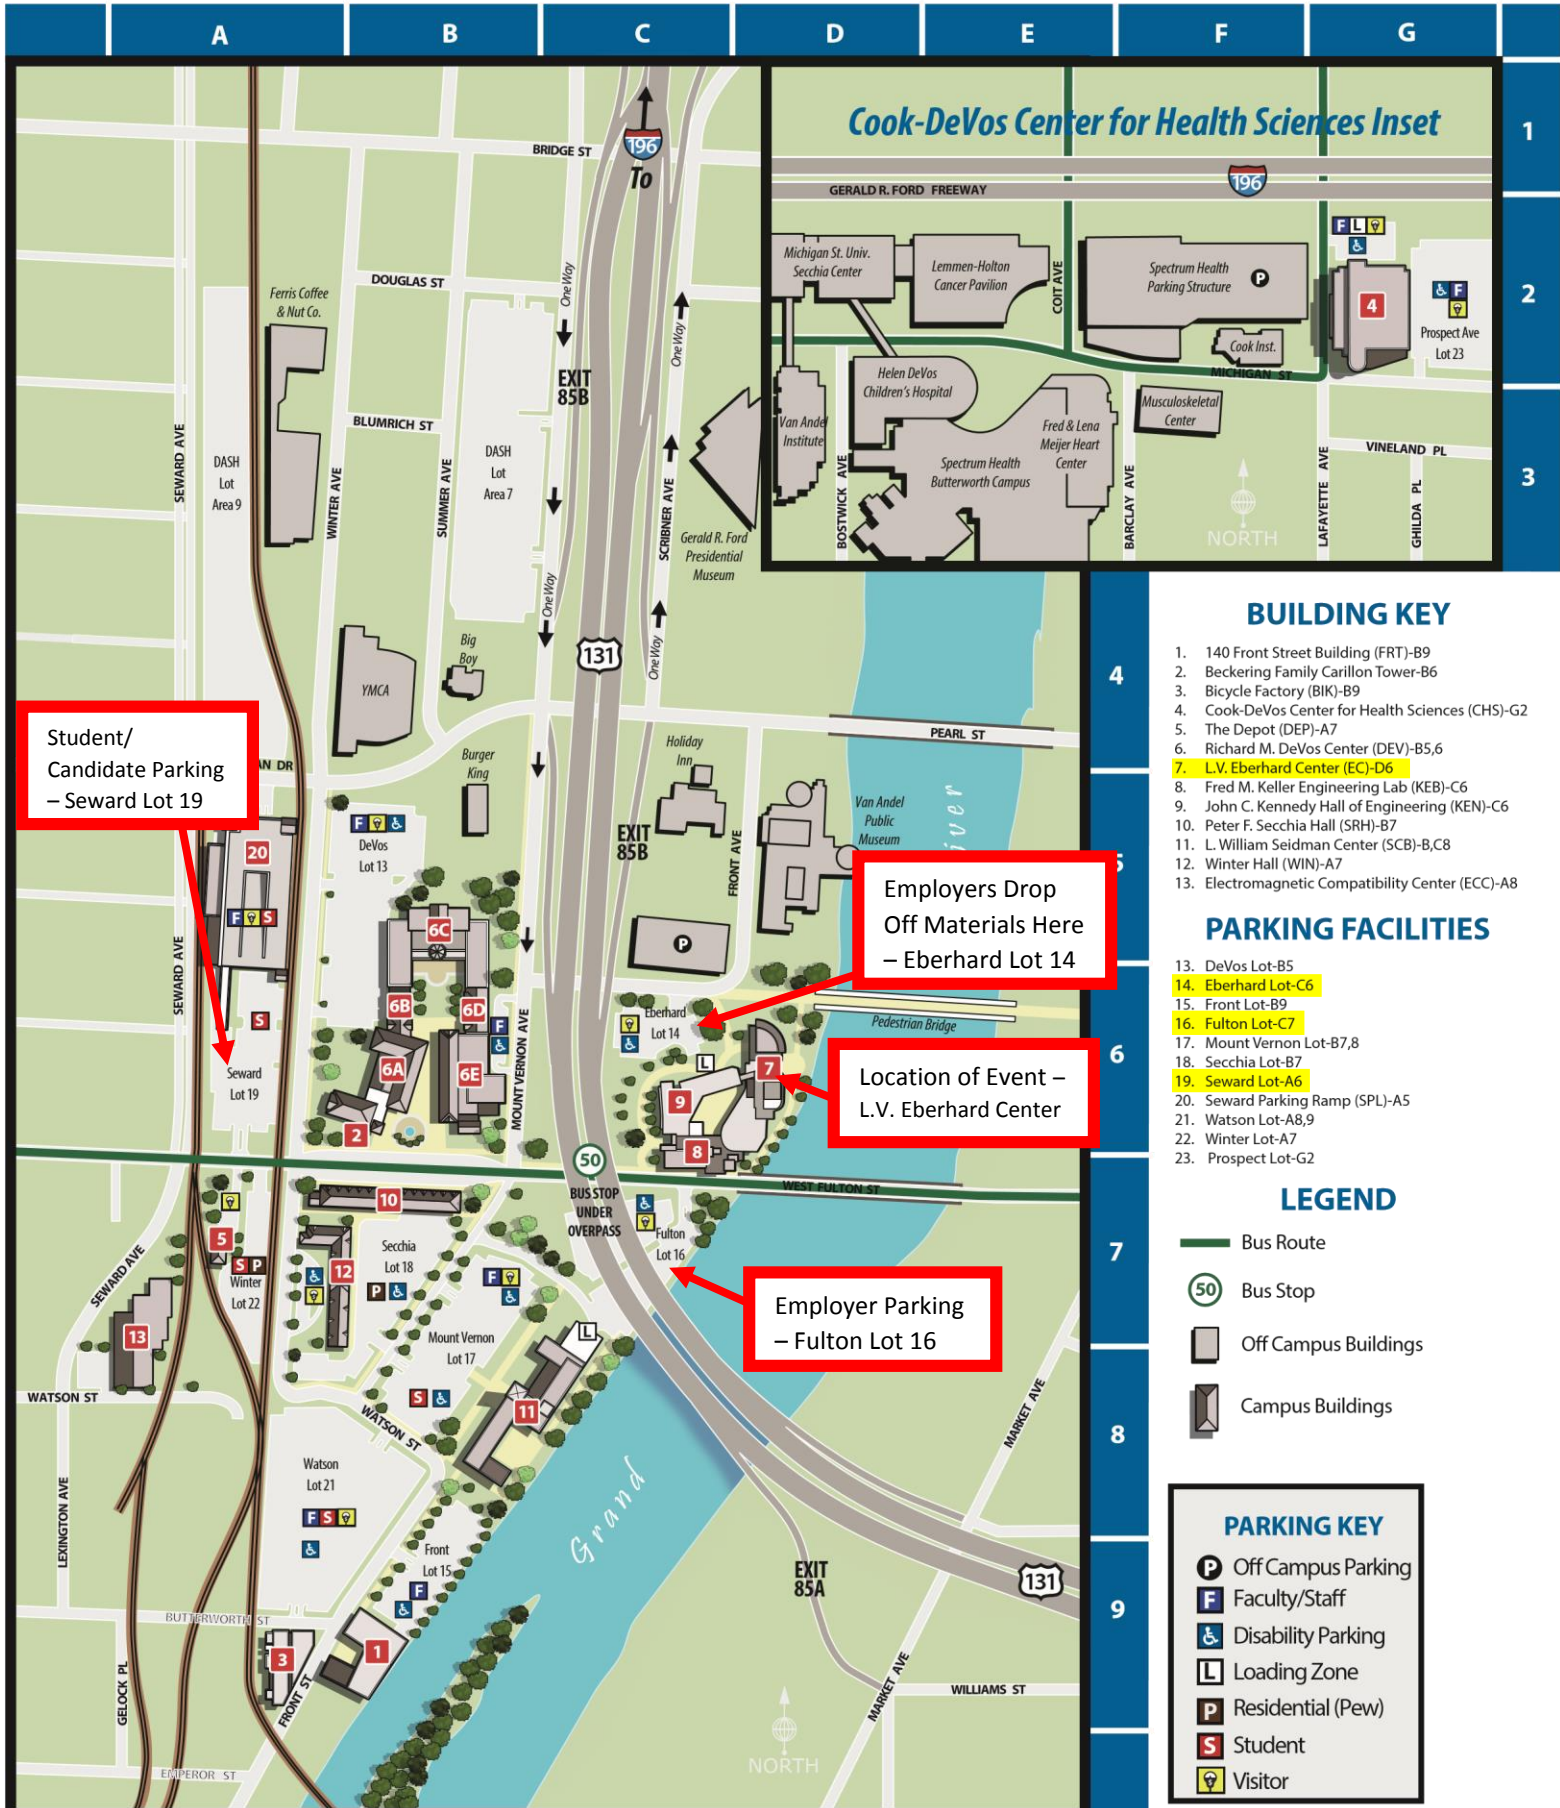 A B C D E F G
1
2
3
4
5
6
7
8
9
Cook-DeVos Center for Health Sciences Inset
GERALD R. FORD FREEWAY
196
Michigan St. Univ.
Secchia Center
Lemmen-Holton
Cancer Pavilion
COIT AVE
Spectrum Health
Parking Structure
P
F L
4
F
Prospect Ave
Lot 23
Cook Inst.
MICHIGAN ST
Helen DeVos
Children's Hospital
Van Andel
Institute
BOSTWICK AVE
Fred & Lena
Meijer Heart
Center
Spectrum Health
Butterworth Campus
Musculoskeletal
Center
BARCLAY AVE
LAFAYETTE AVE
VINELAND PL
GHILDA PL
NORTH
BRIDGE ST
196
To
DOUGLAS ST
One Way
One Way
Ferris Coffee
& Nut Co.
EXIT
85B
BLUMRICH ST
SEWARD AVE
DASH
Lot
Area 9
WINTER AVE
SUMMER AVE
DASH
Lot
Area 7
SCRIBNER AVE
Gerald R. Ford
Presidential
Museum
One Way
One Way
131
Big
Boy
YMCA
PEARL ST
Student/
Candidate Parking
– Seward Lot 19
AN DR
Burger
King
Holiday
Inn
Van Andel
Public
Museum
iver
EXIT
85B
FRONT AVE
F
DeVos
Lot 13
20
F S
6C
P
Employers Drop
Off Materials Here
– Eberhard Lot 14
SEWARD AVE
S
Seward
Lot 19
6B
6D
F
6A
6E
2
MOUNT VERNON AVE
Eberhard
Lot 14
Pedestrian Bridge
L
7
9
8
Location of Event –
L.V. Eberhard Center
50
BUS STOP
UNDER
OVERPASS
WEST FULTON ST
10
5
S P
Winter
Lot 22
12
Secchia
Lot 18
P
Fulton
Lot 16
Employer Parking
– Fulton Lot 16
SEWARD AVE
13
F
Mount Vernon
Lot 17
L
S
11
WATSON ST
WATSON ST
LEXINGTON AVE
Watson
Lot 21
F S
Front
Lot 15
F
Grand
MARKET AVE
EXIT
85A
131
BUTTERWORTH ST
3
1
GELOCK PL
FRONT ST
MARKET AVE
WILLIAMS ST
NORTH
EMPEROR ST
BUILDING KEY
1. 140 Front Street Building (FRT)-B9
2. Beckering Family Carillon Tower-B6
3. Bicycle Factory (BIK)-B9
4. Cook-DeVos Center for Health Sciences (CHS)-G2
5. The Depot (DEP)-A7
6. Richard M. DeVos Center (DEV)-B5,6
7. L.V. Eberhard Center (EC)-D6
8. Fred M. Keller Engineering Lab (KEB)-C6
9. John C. Kennedy Hall of Engineering (KEN)-C6
10. Peter F. Secchia Hall (SRH)-B7
11. L. William Seidman Center (SCB)-B,C8
12. Winter Hall (WIN)-A7
13. Electromagnetic Compatibility Center (ECC)-A8
PARKING FACILITIES
13. DeVos Lot-B5
14. Eberhard Lot-C6
15. Front Lot-B9
16. Fulton Lot-C7
17. Mount Vernon Lot-B7,8
18. Secchia Lot-B7
19. Seward Lot-A6
20. Seward Parking Ramp (SPL)-A5
21. Watson Lot-A8,9
22. Winter Lot-A7
23. Prospect Lot-G2
LEGEND
Bus Route
50 Bus Stop
Off Campus Buildings
Campus Buildings
PARKING KEY
P Off Campus Parking
F Faculty/Staff
Disability Parking
L Loading Zone
P Residential (Pew)
S Student
Visitor